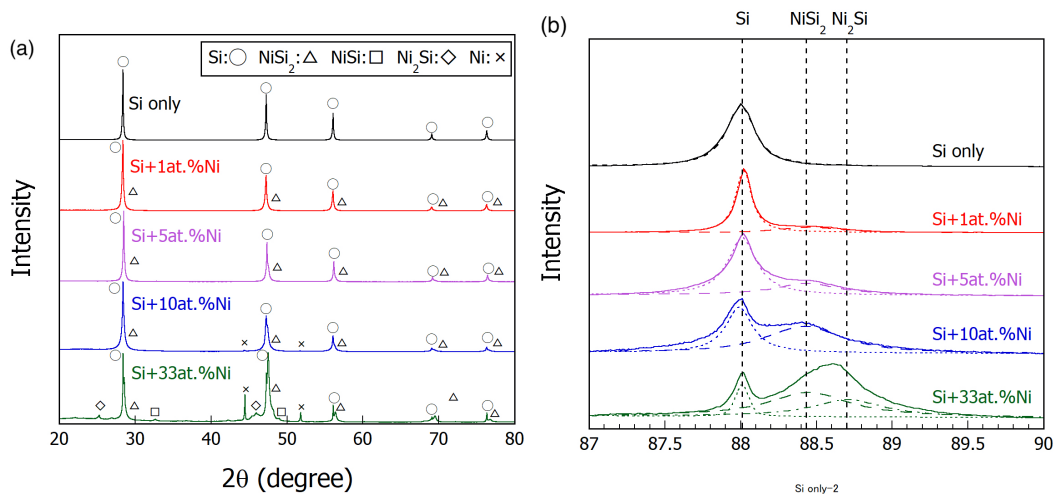 (a)
Si:○ NiSi₂:△ NiSi:□ Ni₂Si:◇ Ni:×
Si only
Si+1at.%Ni
Si+5at.%Ni
Si+10at.%Ni
Si+33at.%Ni
Intensity
20 30 40 50 60 70 80
2θ (degree)
(b)
Si NiSi₂ Ni₂Si
Si only
Si+1at.%Ni
Si+5at.%Ni
Si+10at.%Ni
Si+33at.%Ni
Intensity
87 87.5 88 88.5 89 89.5 90
Si only-2